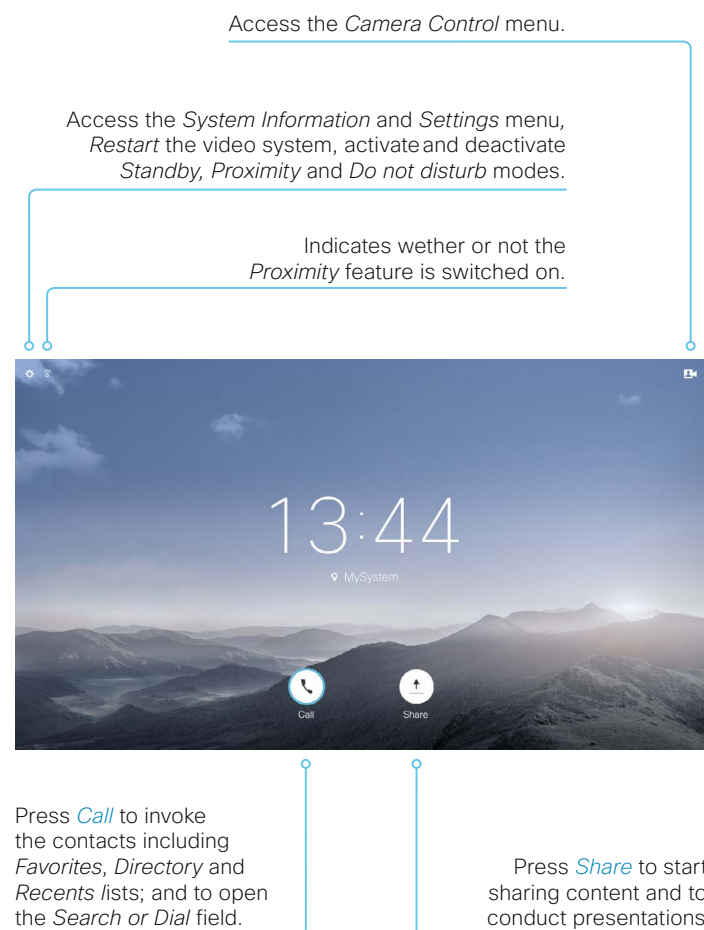 Access the Camera Control menu.
Access the System Information and Settings menu,
Restart the video system, activate and deactivate
Standby, Proximity and Do not disturb modes.
Indicates wether or not the
Proximity feature is switched on.
13:44
MySystem
Call
Share
Press Call to invoke
the contacts including
Favorites, Directory and
Recents lists; and to open
the Search or Dial field.
Press Share to start
sharing content and to
conduct presentations